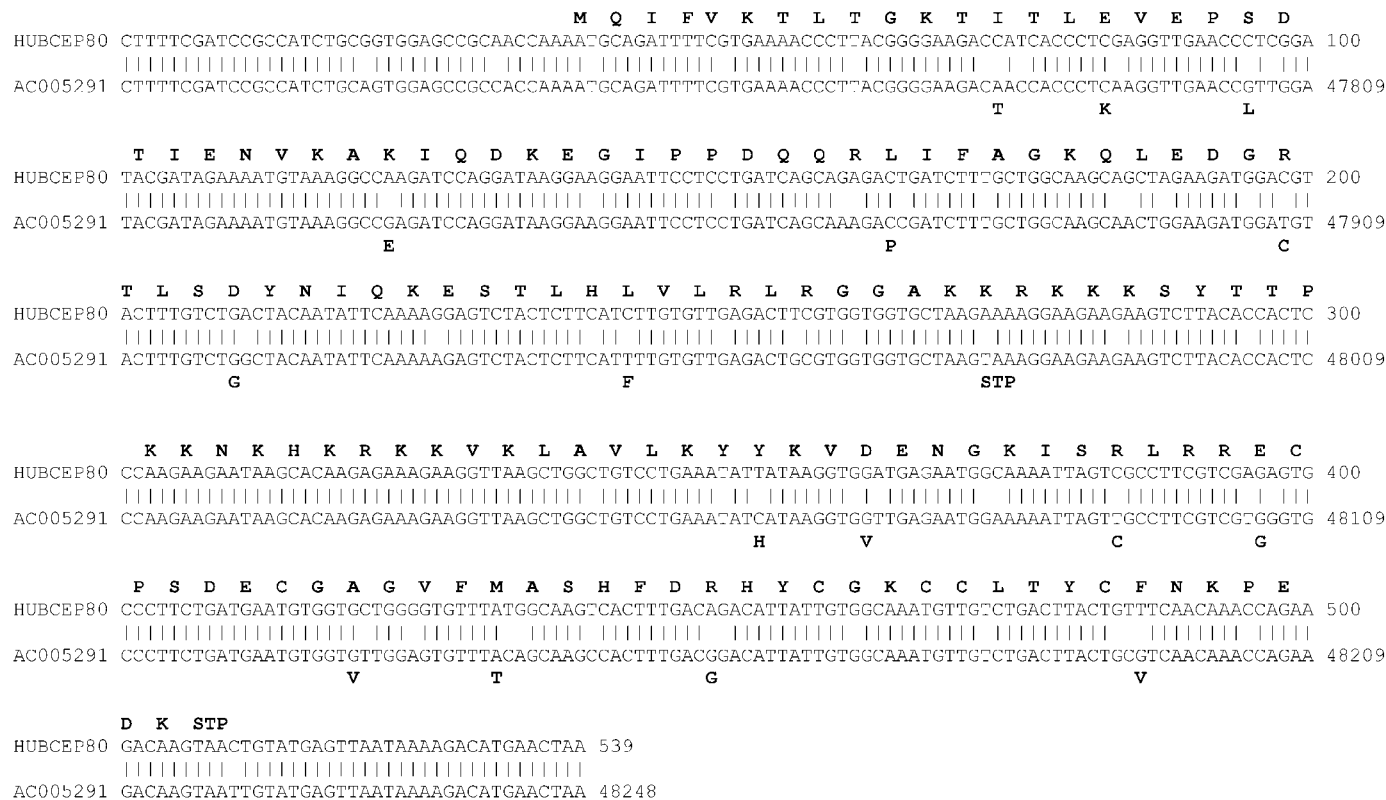 M Q I F V K T L T G K T I T L E V E P S D
HUBCEP80 CTTTTCGATCCGCCATCTGCGGTGGAGCCGCAACCAAAATGCAGATTTTCGTGAAAACCCTTACGGGGAAGACCATCACCCTCGAGGTTGAACCCTCGGA 100
AC005291 CTTTTCGATCCGCCATCTGCAGTGGAGCCGCCACCAAAATGCAGATTTTCGTGAAAACCCTTACGGGGAAGACAACCACCCTCAAGGTTGAACCGTTGGA 47809
T K L
T I E N V K A K I Q D K E G I P P D Q Q R L I F A G K Q L E D G R
HUBCEP80 TACGATAGAAAATGTAAAGGCCAAGATCCAGGATAAGGAAGGAATTCCTCCTGATCAGCAGAGACTGATCTTTGCTGGCAAGCAGCTAGAAGATGGACGT 200
AC005291 TACGATAGAAAATGTAAAGGCCGAGATCCAGGATAAGGAAGGAATTCCTCCTGATCAGCAAAGACCGATCTTTGCTGGCAAGCAACTGGAAGATGGATGT 47909
E P C
T L S D Y N I Q K E S T L H L V L R L R G G A K K R K K K S Y T T P
HUBCEP80 ACTTTGTCTGACTACAATATTCAAAAGGAGTCTACTCTTCATCTTGTGTTGAGACTTCGTGGTGGTGCTAAGAAAAGGAAGAAGAAGTCTTACACCACTC 300
AC005291 ACTTTGTCTGGCTACAATATTCAAAAAGAGTCTACTCTTCATTTTGTGTTGAGACTGCGTGGTGGTGCTAAGTAAAGGAAGAAGAAGTCTTACACCACTC 48009
G F STP
K K N K H K R K K V K L A V L K Y Y K V D E N G K I S R L R R E C
HUBCEP80 CCAAGAAGAATAAGCACAAGAGAAAGAAGGTTAAGCTGGCTGTCCTGAAATATTATAAGGTGGATGAGAATGGCAAAATTAGTCGCCTTCGTCGAGAGTG 400
AC005291 CCAAGAAGAATAAGCACAAGAGAAAGAAGGTTAAGCTGGCTGTCCTGAAATATCATAAGGTGGTTGAGAATGGAAAAATTAGTTGCCTTCGTCGTGGGTG 48109
H V C G
P S D E C G A G V F M A S H F D R H Y C G K C C L T Y C F N K P E
HUBCEP80 CCCTTCTGATGAATGTGGTGCTGGGGTGTTTATGGCAAGTCACTTTGACAGACATTATTGTGGCAAATGTTGTCTGACTTACTGTTTCAACAAACCAGAA 500
AC005291 CCCTTCTGATGAATGTGGTGTTGGAGTGTTTACAGCAAGCCACTTTGACGGACATTATTGTGGCAAATGTTGTCTGACTTACTGCGTCAACAAACCAGAA 48209
V T G V
D K STP
HUBCEP80 GACAAGTAACTGTATGAGTTAATAAAAGACATGAACTAA 539
AC005291 GACAAGTAATTGTATGAGTTAATAAAAGACATGAACTAA 48248